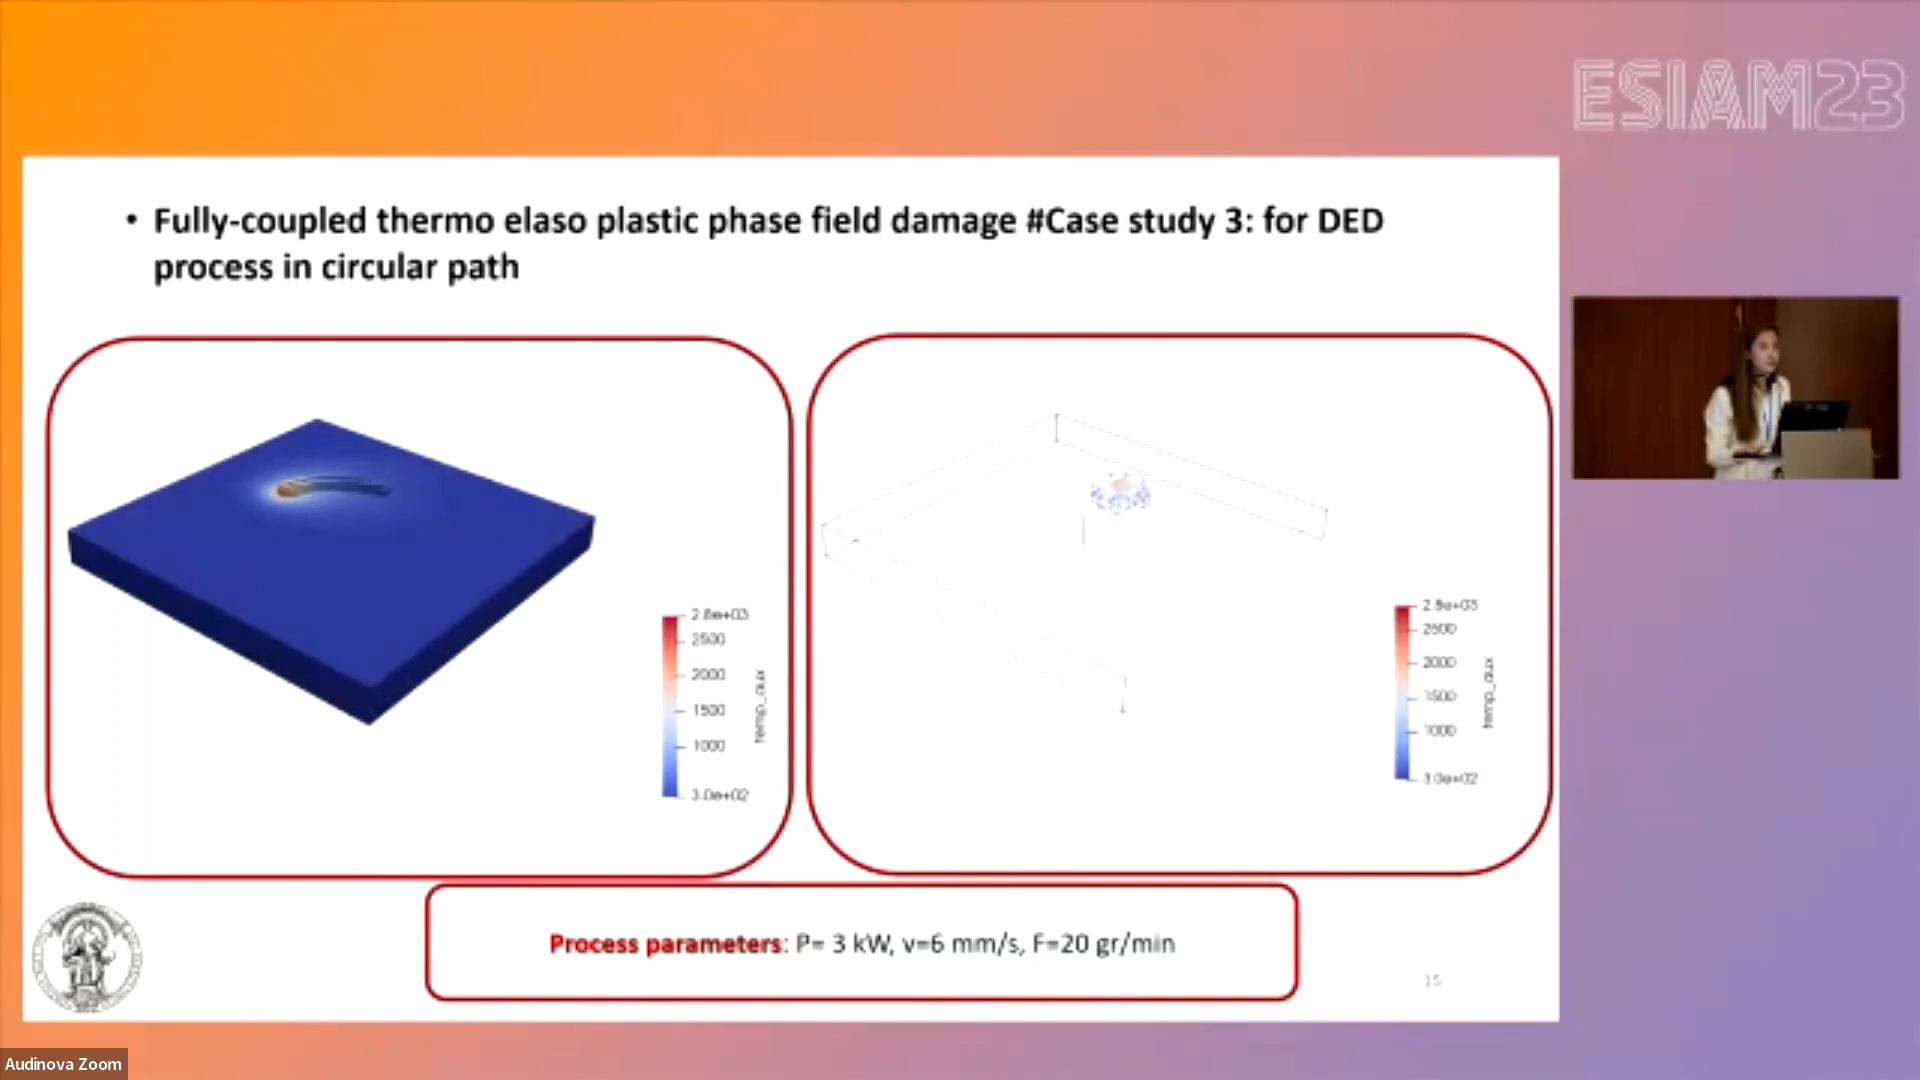 ESIAM23
• Fully-coupled thermo elaso plastic phase field damage #Case study 3: for DED
process in circular path
2.8e+03
2500
2000
1500
1000
3.0e+02
temp_aux
2.9e+03
2500
2000
1500
1000
3.0e+02
temp_aux
Process parameters: P= 3 kW, v=6 mm/s, F=20 gr/min
15
Audinova Zoom